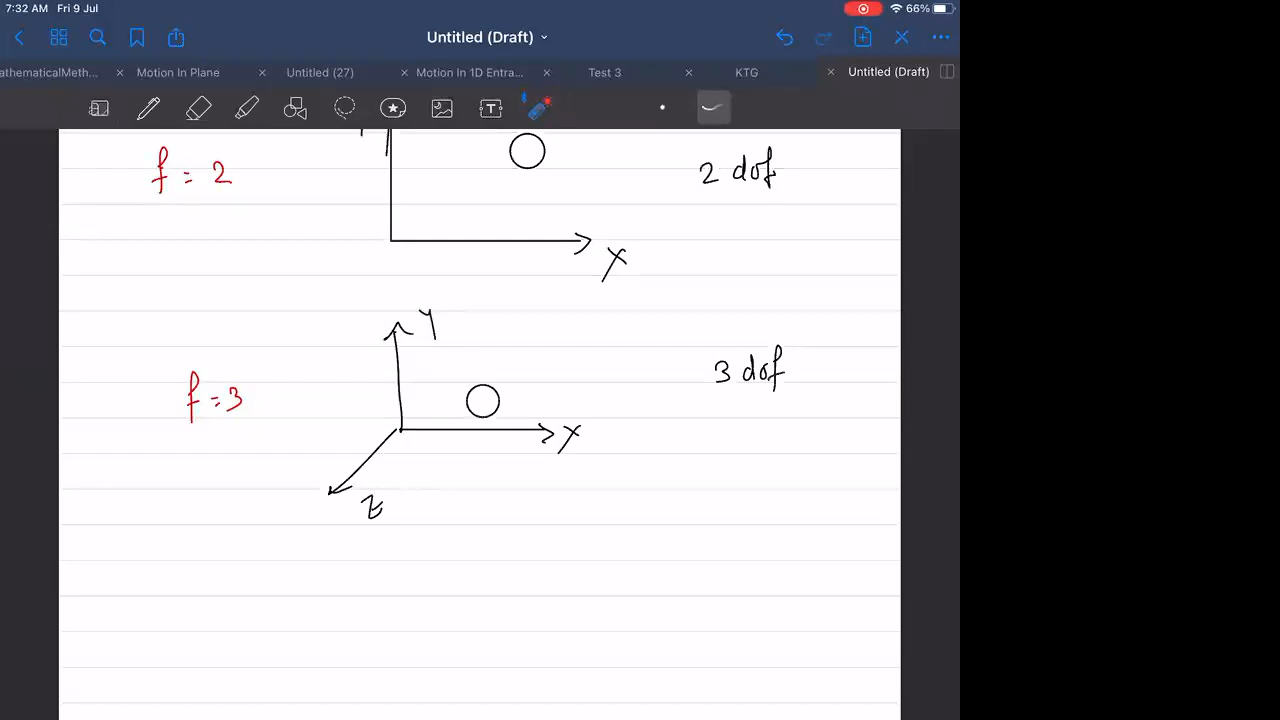 7:32 AM Fri 9 Jul
66%
Untitled (Draft)
athematicalMeth...
Motion In Plane
Untitled (27)
Motion In 1D Entra...
Test 3
KTG
Untitled (Draft)
f = 2
2 dof
X
Y
f = 3
3 dof
X
Z